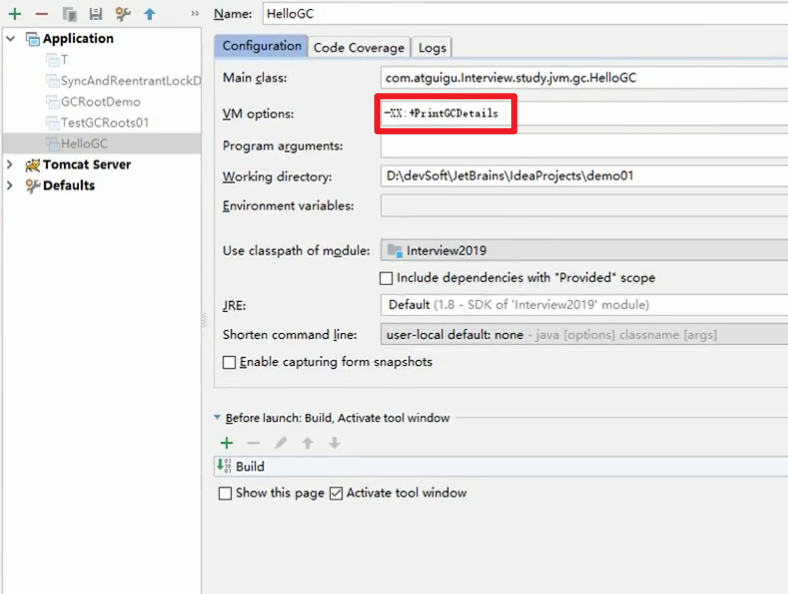 Name: HelloGC
Application
T
SyncAndReentrantLockD
GCRootDemo
TestGCRoots01
HelloGC
Tomcat Server
Defaults
Configuration Code Coverage Logs
Main class: com.atguigu.Interview.study.jvm.gc.HelloGC
VM options: -XX:+PrintGCDetails
Program arguments:
Working directory: D:\devSoft\JetBrains\IdeaProjects\demo01
Environment variables:
Use classpath of module: Interview2019
Include dependencies with "Provided" scope
JRE: Default (1.8 - SDK of 'Interview2019' module)
Shorten command line: user-local default: none - java [options] classname [args]
Enable capturing form snapshots
Before launch: Build, Activate tool window
Build
Show this page Activate tool window